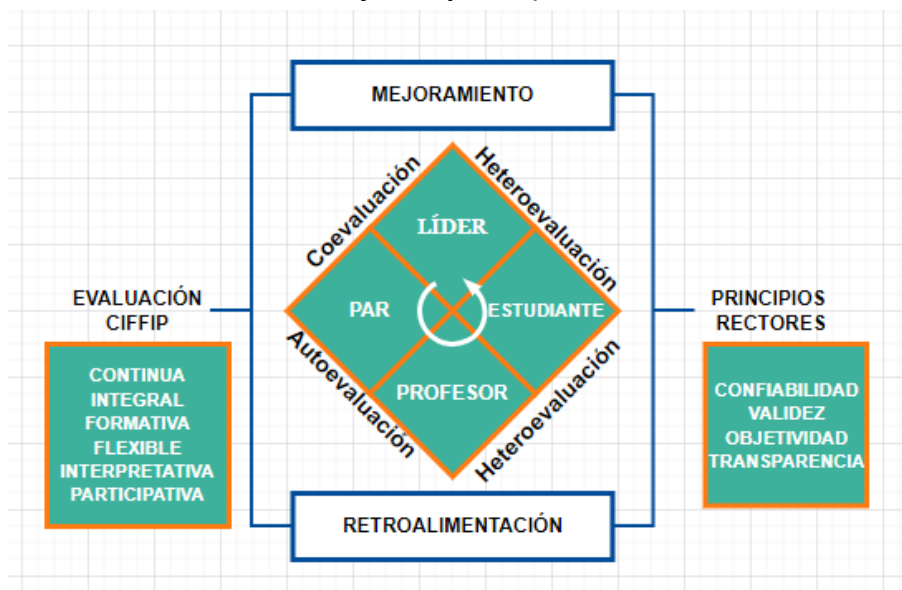 MEJORAMIENTO
Coevaluación
Heteroevaluación
LÍDER
PAR
ESTUDIANTE
PROFESOR
Autoevaluación
Heteroevaluación
EVALUACIÓN
CIFFIP
CONTINUA
INTEGRAL
FORMATIVA
FLEXIBLE
INTERPRETATIVA
PARTICIPATIVA
PRINCIPIOS
RECTORES
CONFIABILIDAD
VALIDEZ
OBJETIVIDAD
TRANSPARENCIA
RETROALIMENTACIÓN